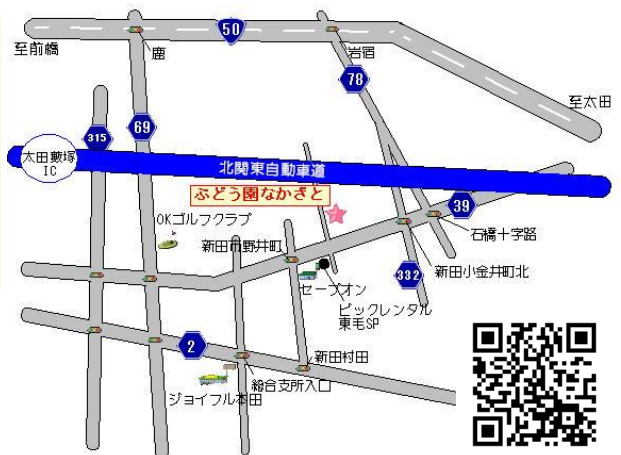 50
至前橋
鹿
岩宿
78
至太田
315
69
太田藪塚
IC
北関東自動車道
ぶどう園なかざと
39
OKゴルフクラブ
石橋十字路
新田市野井町
新田小金井町北
332
セーブオン
ビックレンタル
東毛SP
2
新田村田
総合支所入口
ジョイフル本田